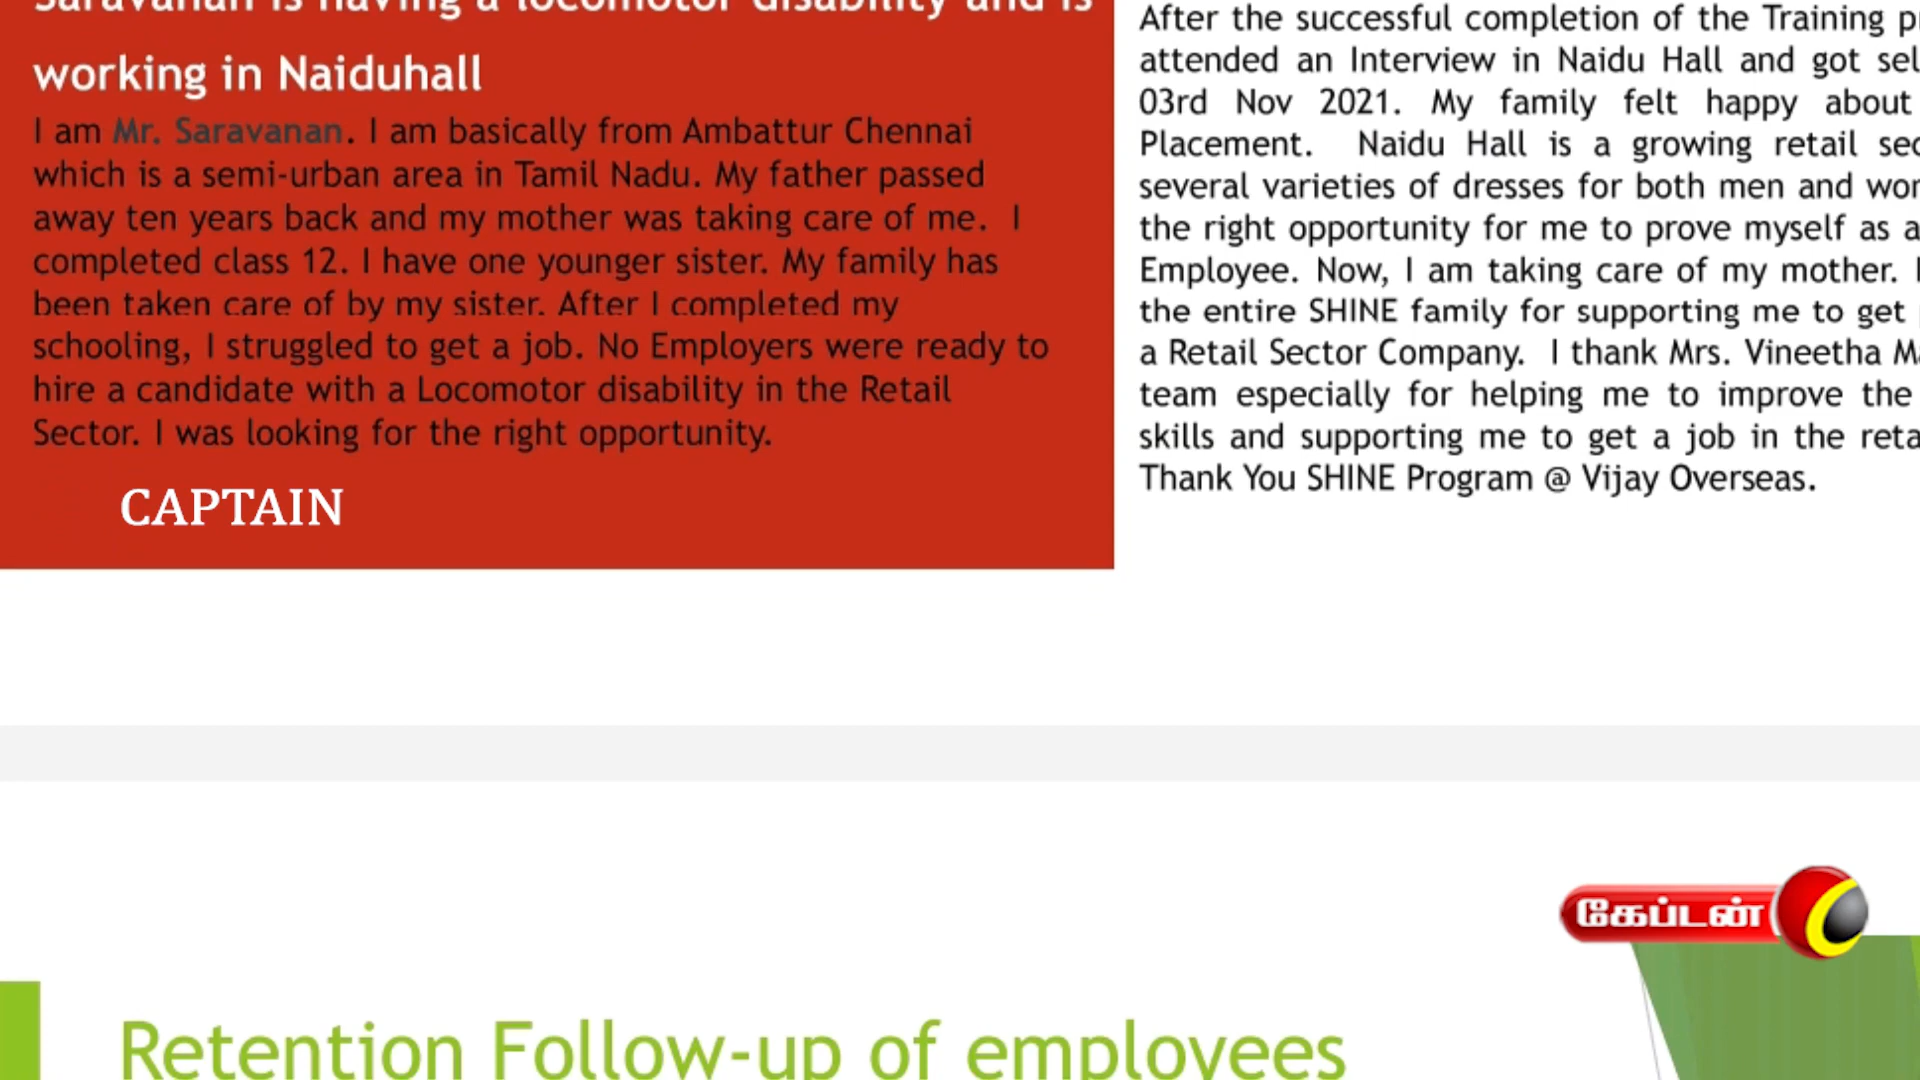 Saravanan is having a locomotor disability and is
working in Naiduhall
I am Mr. Saravanan. I am basically from Ambattur Chennai
which is a semi-urban area in Tamil Nadu. My father passed
away ten years back and my mother was taking care of me. I
completed class 12. I have one younger sister. My family has
been taken care of by my sister. After I completed my
schooling, I struggled to get a job. No Employers were ready to
hire a candidate with a Locomotor disability in the Retail
Sector. I was looking for the right opportunity.
CAPTAIN
After the successful completion of the Training
attended an Interview in Naidu Hall and got
03rd Nov 2021. My family felt happy about
Placement. Naidu Hall is a growing retail
several varieties of dresses for both men and
the right opportunity for me to prove myself as
Employee. Now, I am taking care of my mother.
the entire SHINE family for supporting me to get
a Retail Sector Company. I thank Mrs. Vineetha
team especially for helping me to improve the
skills and supporting me to get a job in the
Thank You SHINE Program @ Vijay Overseas.
கேப்டன்
Retention Follow-up of employees